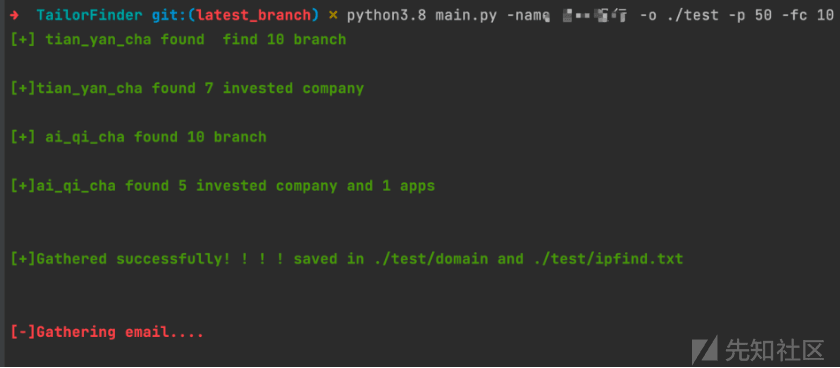 ➜ TailorFinder git:(latest_branch) ✗ python3.8 main.py -name -o ./test -p 50 -fc 10
[+] tian_yan_cha found  find 10 branch
[+]tian_yan_cha found 7 invested company
[+] ai_qi_cha found 10 branch
[+]ai_qi_cha found 5 invested company and 1 apps
[+]Gathered successfully! ! ! ! saved in ./test/domain and ./test/ipfind.txt
[-]Gathering email....
先知社区